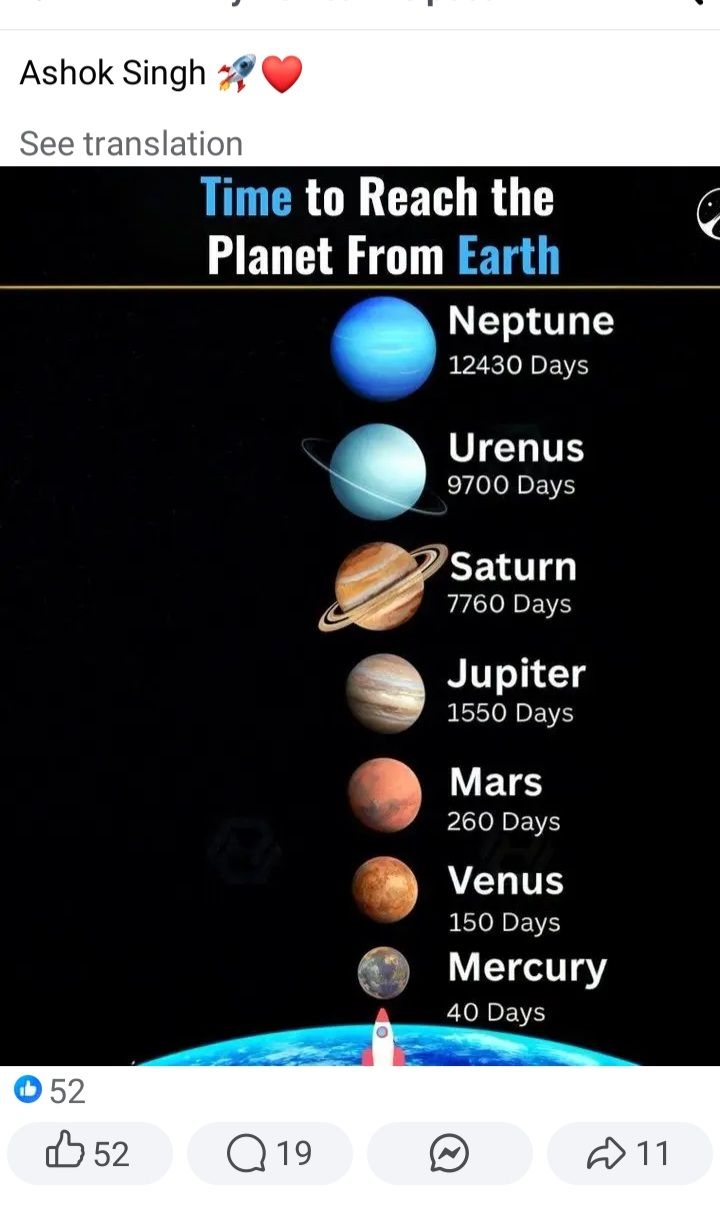 Ashok Singh 🚀❤️
See translation
Time to Reach the
Planet From Earth
Neptune
12430 Days
Urenus
9700 Days
Saturn
7760 Days
Jupiter
1550 Days
Mars
260 Days
Venus
150 Days
Mercury
40 Days
52
52
19
11